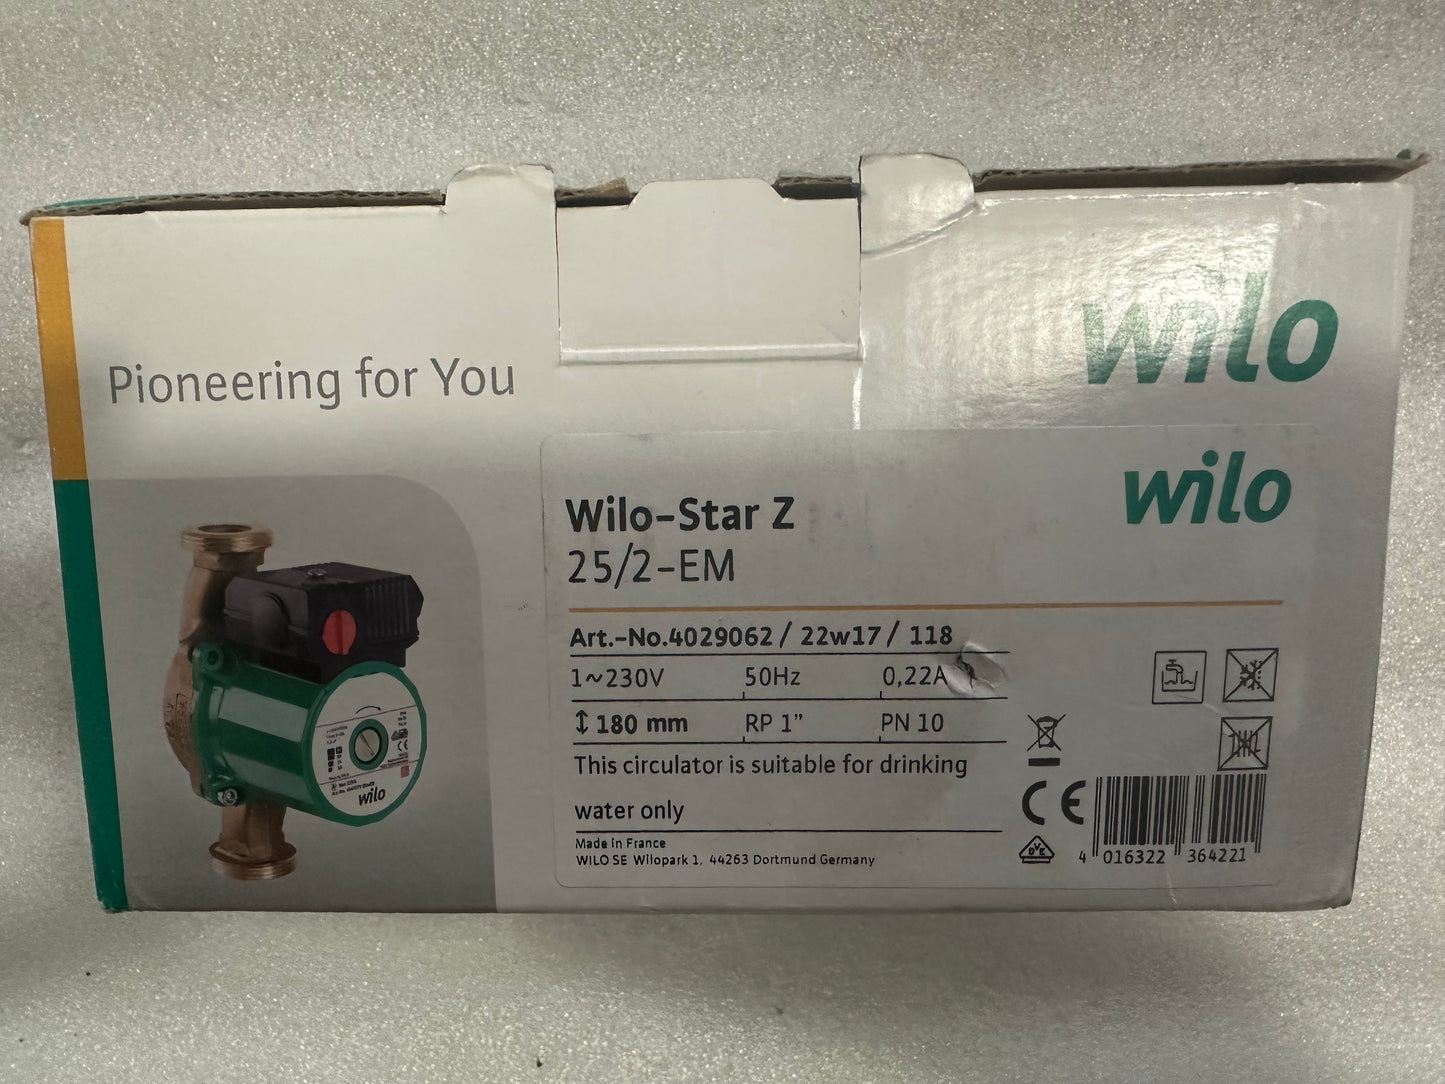 Pioneering for You
wilo
wilo
Wilo-Star Z
25/2-EM
Art.-No.4029062 / 22w17 / 118
1~230V 50Hz 0,22A
↕ 180 mm RP 1” PN 10
This circulator is suitable for drinking
water only
Made in France
WILO SE Wilopark 1, 44263 Dortmund Germany
CE
DVE
4 016322 364221
wilo